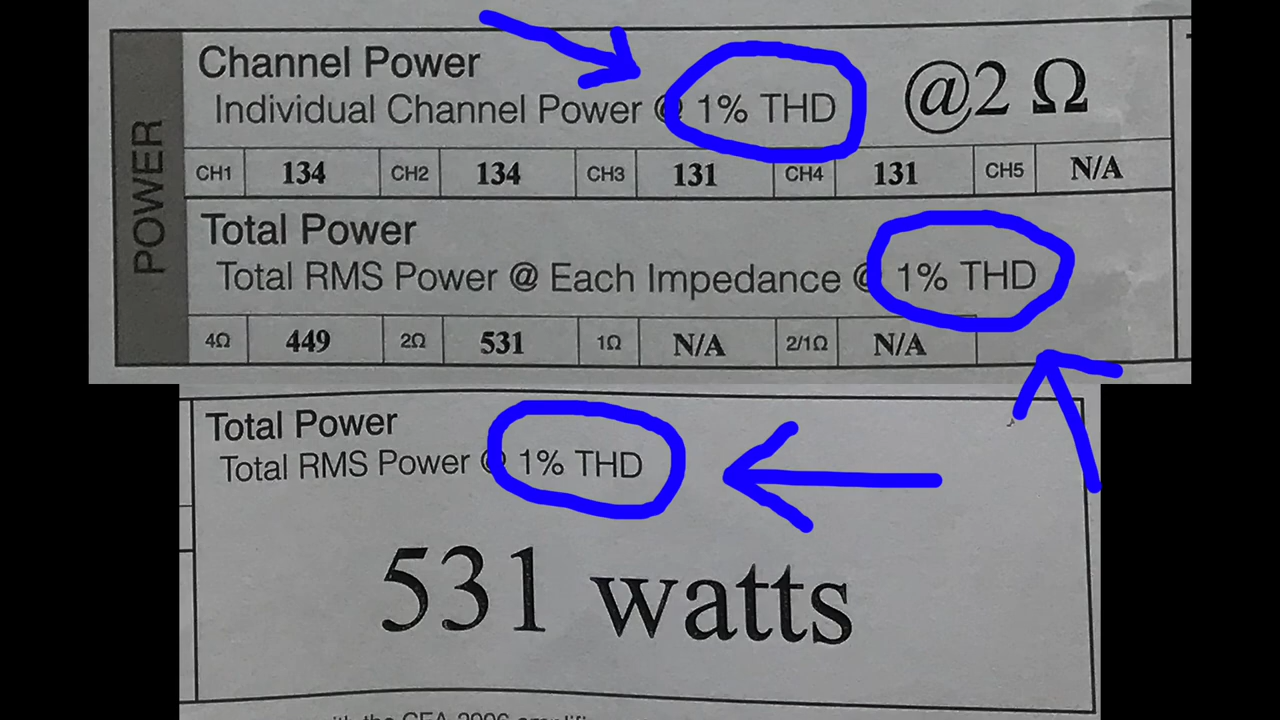 POWER
Channel Power
Individual Channel Power @ 1% THD @2 Ω
CH1 134 CH2 134 CH3 131 CH4 131 CH5 N/A
Total Power
Total RMS Power @ Each Impedance @ 1% THD
4Ω 449 2Ω 531 1Ω N/A 2/1Ω N/A
Total Power
Total RMS Power @ 1% THD
531 watts